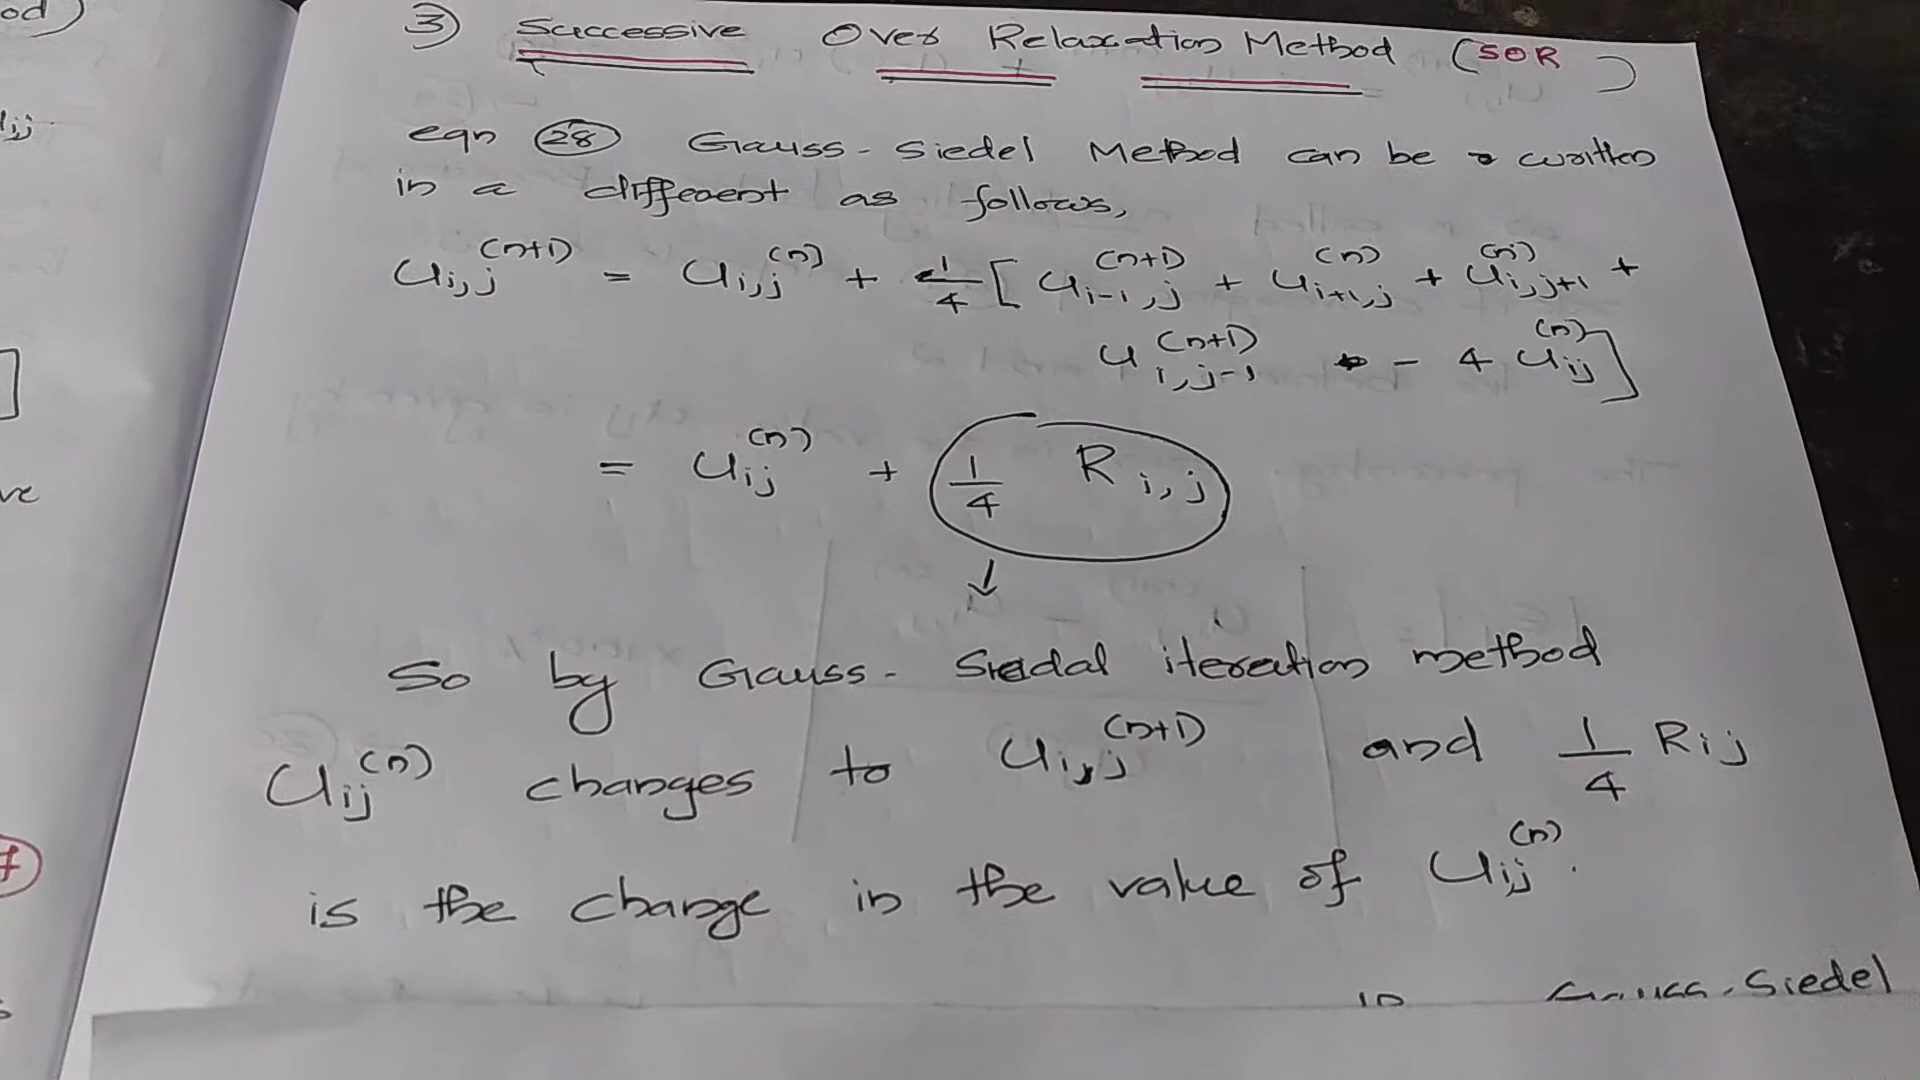 od)
3) Successive Over Relaxation Method (SOR)
eqn (28) Gauss - Siedel Method can be written
in a different as follows,
U_{i,j}^{(n+1)} = U_{i,j}^{(n)} + 1/4 [ U_{i-1,j}^{(n+1)} + U_{i+1,j}^{(n)} + U_{i,j+1}^{(n)} +
U_{i,j-1}^{(n+1)} - 4 U_{ij}^{(n)} ]
= U_{ij}^{(n)} + 1/4 R_{i,j}
So by Gauss - Siedal iteration method
U_{ij}^{(n)} changes to U_{i,j}^{(n+1)} and 1/4 R_{ij}
is the change in the value of U_{ij}^{(n)}.
Gauss - Siedel